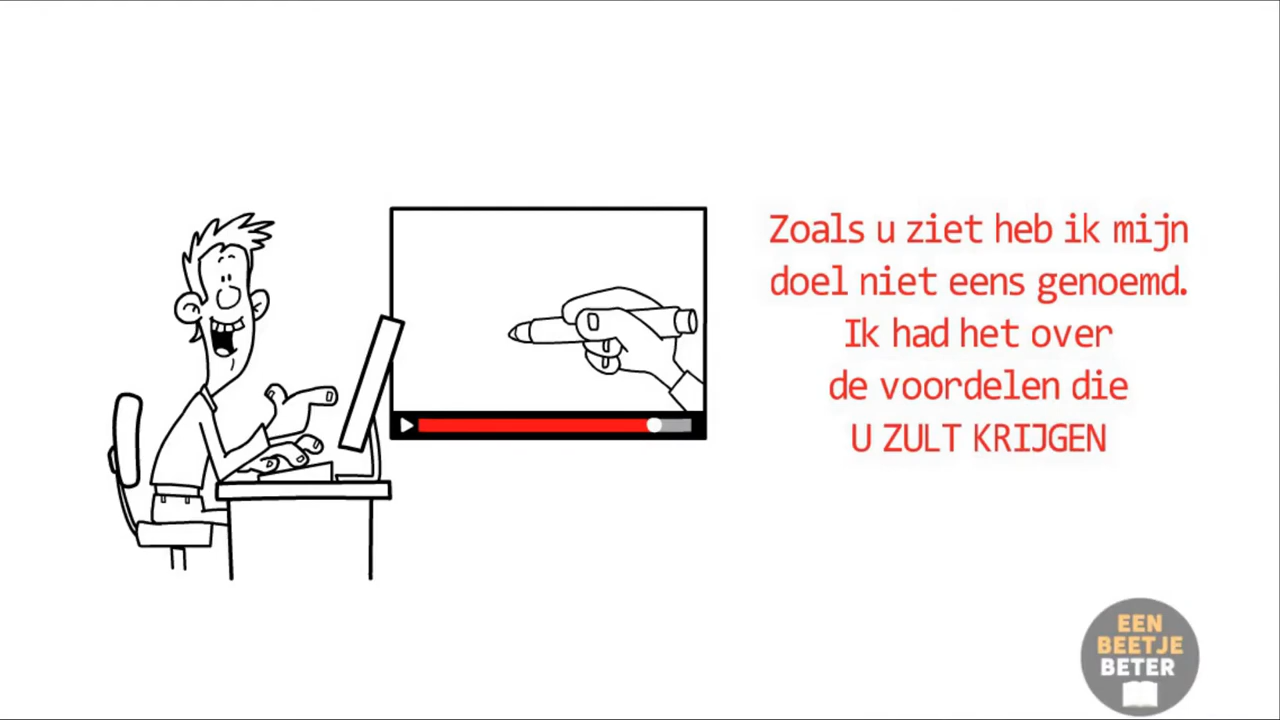 Zoals u ziet heb ik mijn
doel niet eens genoemd.
Ik had het over
de voordelen die
U ZULT KRIJGEN
EEN
BEETJE
BETER